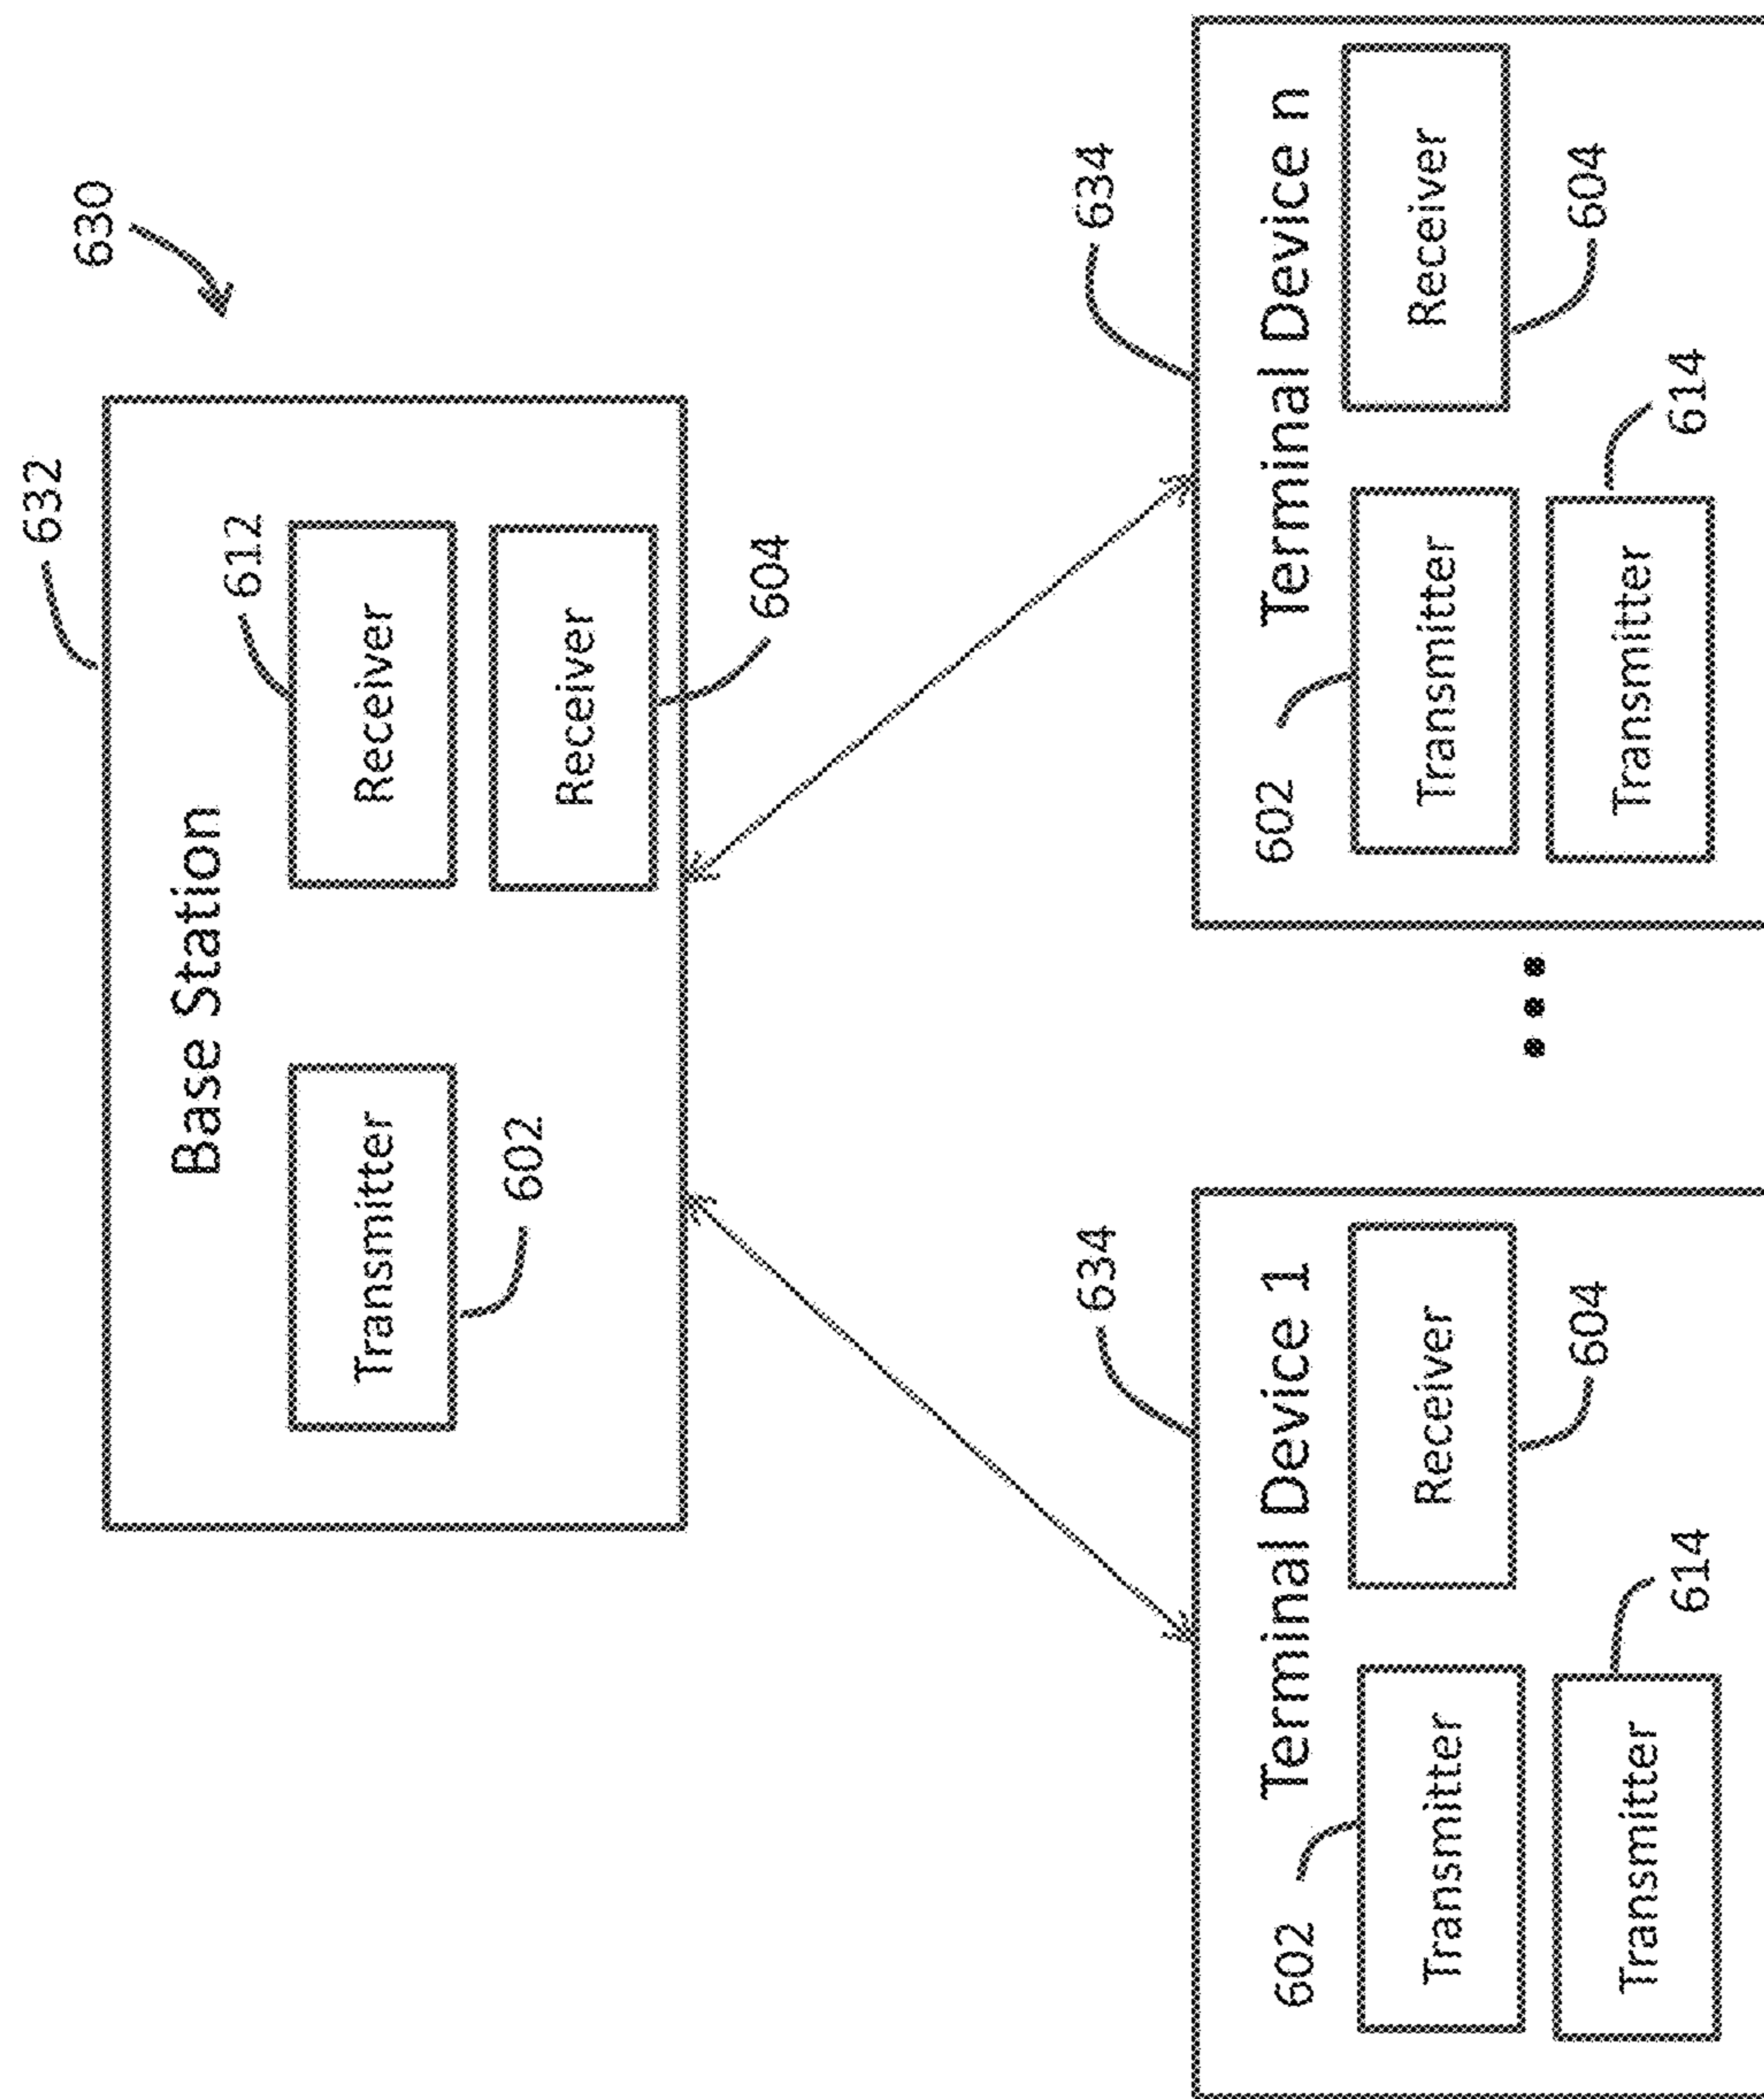 630
632
Base Station
612
Transmitter
Receiver
602
Receiver
604
634
634
Terminal Device 1
602
Transmitter
Receiver
604
Transmitter
614
Terminal Device n
602
Transmitter
Receiver
604
Transmitter
614